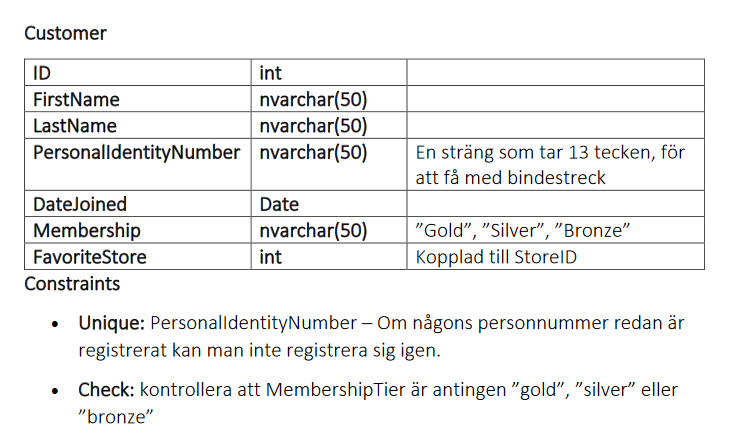 Customer
ID int
FirstName nvarchar(50)
LastName nvarchar(50)
PersonalIdentityNumber nvarchar(50) En sträng som tar 13 tecken, för
att få med bindestreck
DateJoined Date
Membership nvarchar(50) ”Gold”, ”Silver”, ”Bronze”
FavoriteStore int Kopplad till StoreID
Constraints
• Unique: PersonalIdentityNumber – Om någons personnummer redan är
registrerat kan man inte registrera sig igen.
• Check: kontrollera att MembershipTier är antingen ”gold”, ”silver” eller
”bronze”